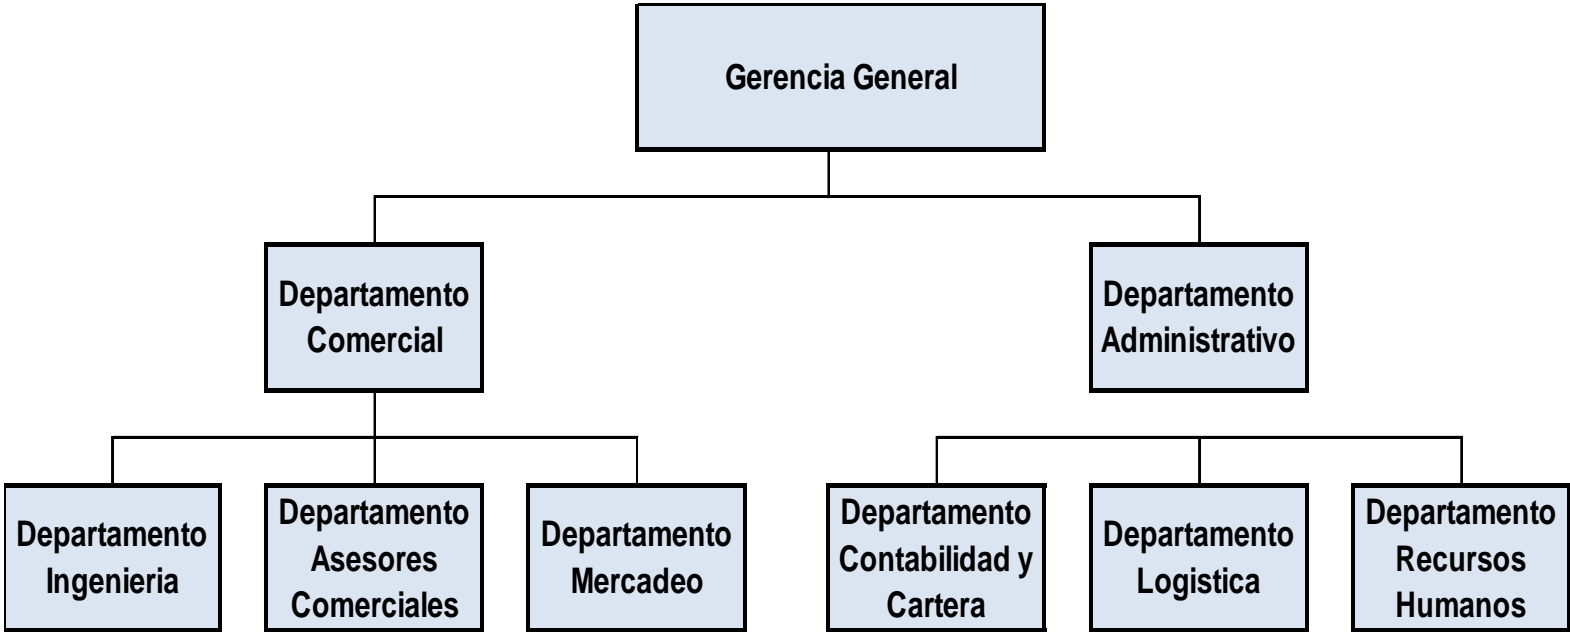 Gerencia General
Departamento
Comercial
Departamento
Administrativo
Departamento
Ingenieria
Departamento
Asesores
Comerciales
Departamento
Mercadeo
Departamento
Contabilidad y
Cartera
Departamento
Logistica
Departamento
Recursos
Humanos